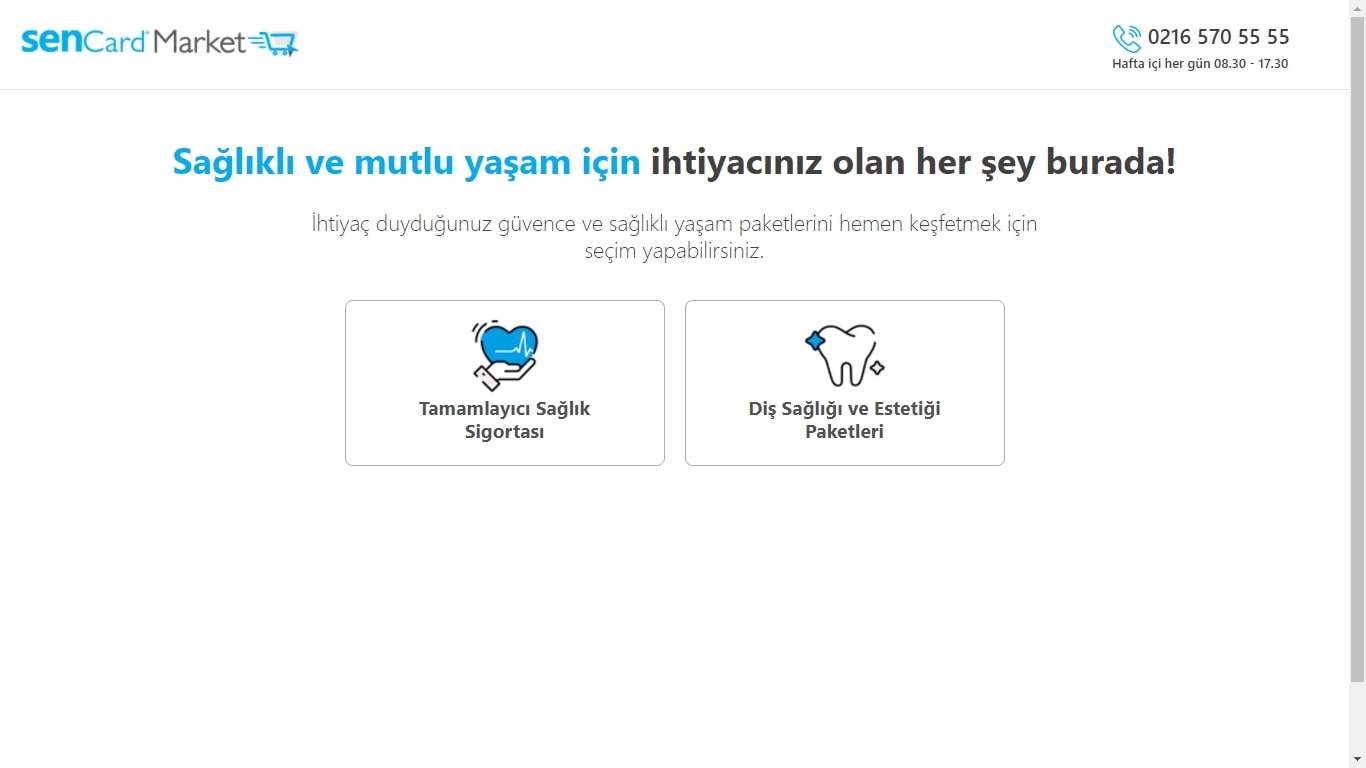 senCard Market
0216 570 55 55
Hafta içi her gün 08.30 - 17.30
Sağlıklı ve mutlu yaşam için ihtiyacınız olan her şey burada!
İhtiyaç duyduğunuz güvence ve sağlıklı yaşam paketlerini hemen keşfetmek için
seçim yapabilirsiniz.
Tamamlayıcı Sağlık
Sigortası
Diş Sağlığı ve Estetiği
Paketleri